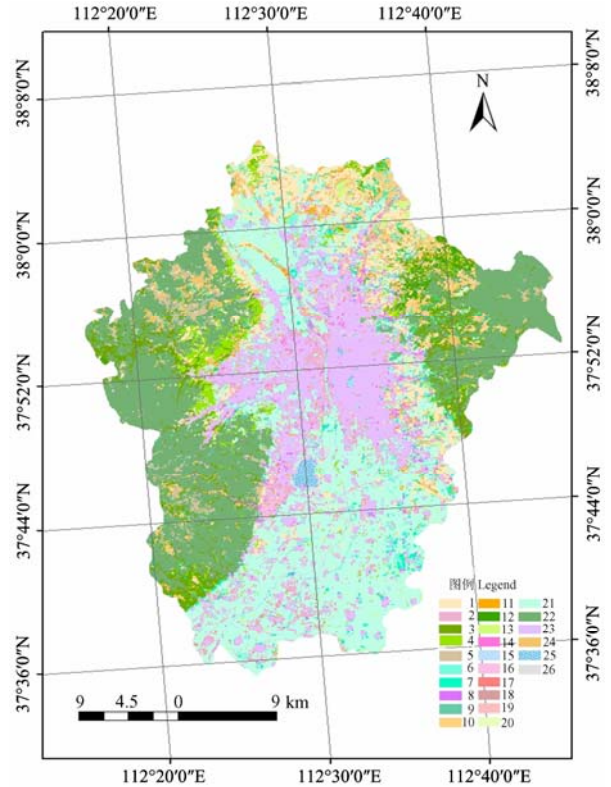 112°20′0″E 112°30′0″E 112°40′0″E
38°8′0″N 38°8′0″N
N
38°0′0″N 38°0′0″N
37°52′0″N 37°52′0″N
37°44′0″N 37°44′0″N
图例 Legend
1 11 21
2 12 22
3 13 23
4 14 24
5 15 25
6 16 26
7 17
8 18
9 19
10 20
37°36′0″N 37°36′0″N
9 4.5 0 9 km
112°20′0″E 112°30′0″E 112°40′0″E